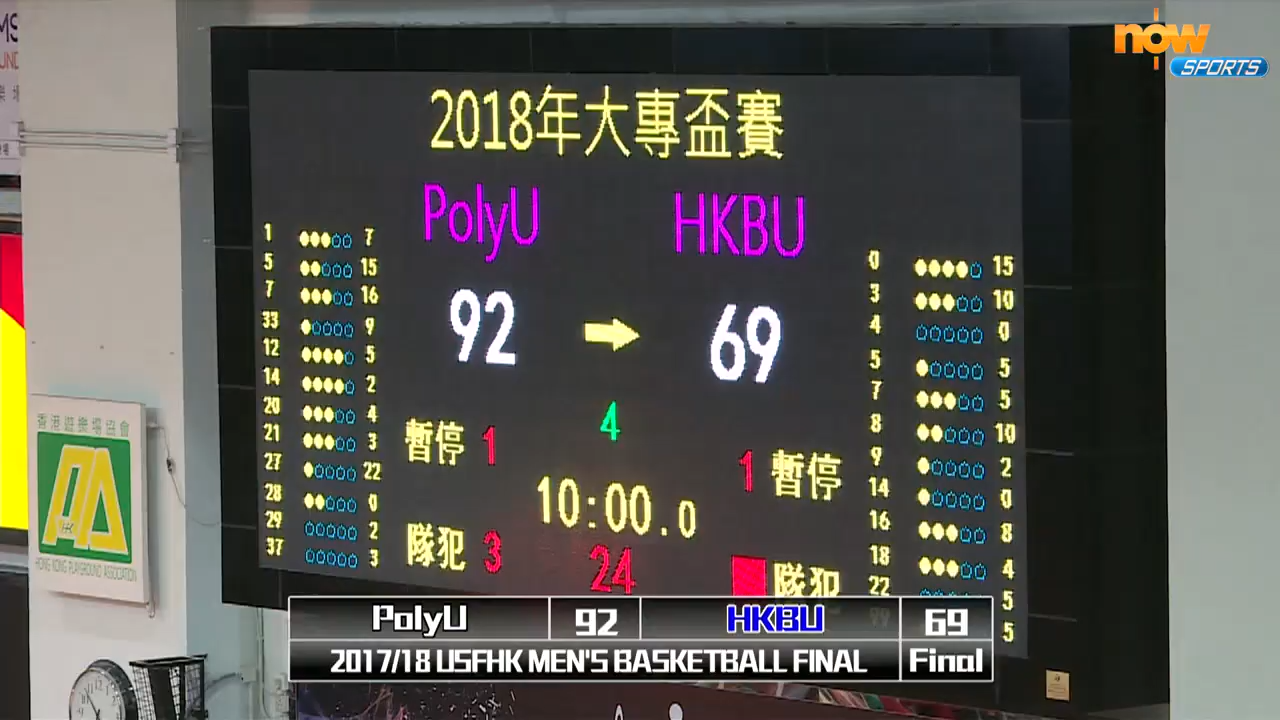 now
SPORTS
2018年大專盃賽
PolyU HKBU
92 69
4
暫停 1
1 暫停
10:00.0
隊犯 3
24
隊犯
1 7
5 15
7 16
33 9
12 5
14 2
20 4
21 3
27 22
28 0
29 2
37 3
0 15
3 10
4 0
5 5
7 5
8 10
9 2
14 0
16 8
18 4
22 5
99 5
香港遊樂場協會
HK
HONG KONG PLAYGROUND ASSOCIATION
PolyU 92 HKBU 69
2017/18 USFHK MEN'S BASKETBALL FINAL Final